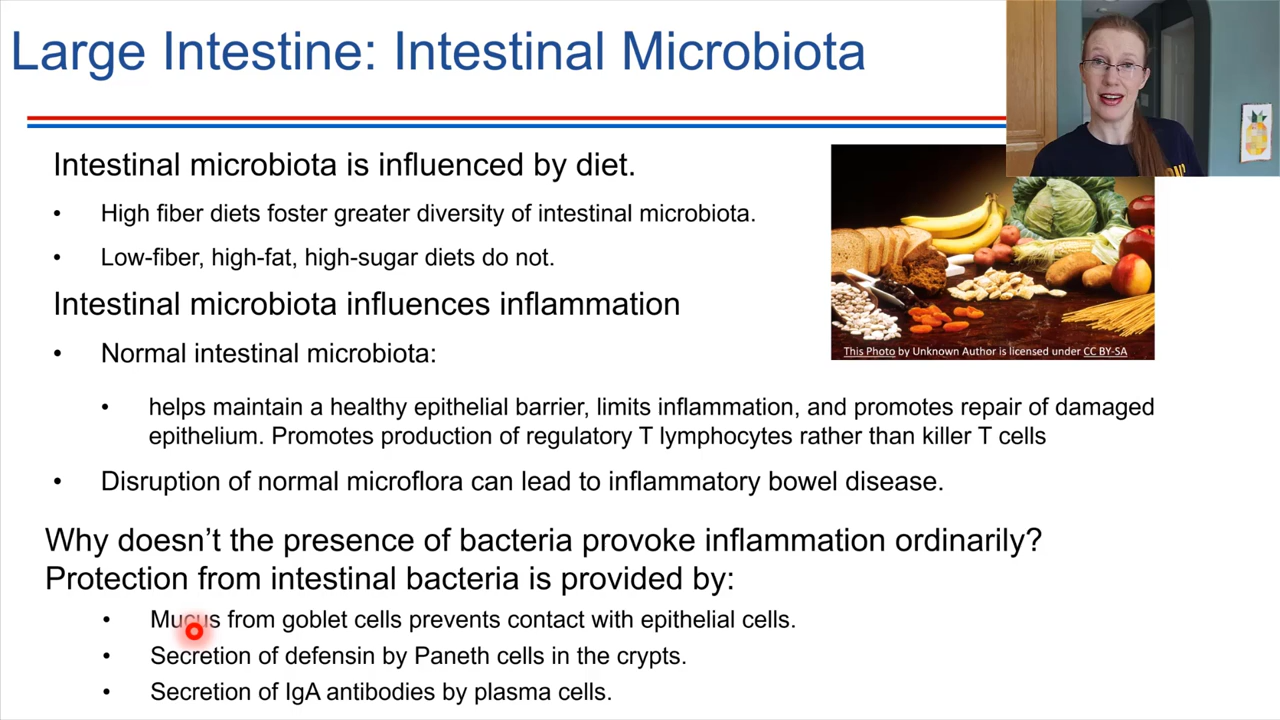 Large Intestine: Intestinal Microbiota
Intestinal microbiota is influenced by diet.
• High fiber diets foster greater diversity of intestinal microbiota.
• Low-fiber, high-fat, high-sugar diets do not.
Intestinal microbiota influences inflammation
This Photo by Unknown Author is licensed under CC BY-SA
• Normal intestinal microbiota:
• helps maintain a healthy epithelial barrier, limits inflammation, and promotes repair of damaged
epithelium. Promotes production of regulatory T lymphocytes rather than killer T cells
• Disruption of normal microflora can lead to inflammatory bowel disease.
Why doesn’t the presence of bacteria provoke inflammation ordinarily?
Protection from intestinal bacteria is provided by:
• Mucus from goblet cells prevents contact with epithelial cells.
• Secretion of defensin by Paneth cells in the crypts.
• Secretion of IgA antibodies by plasma cells.